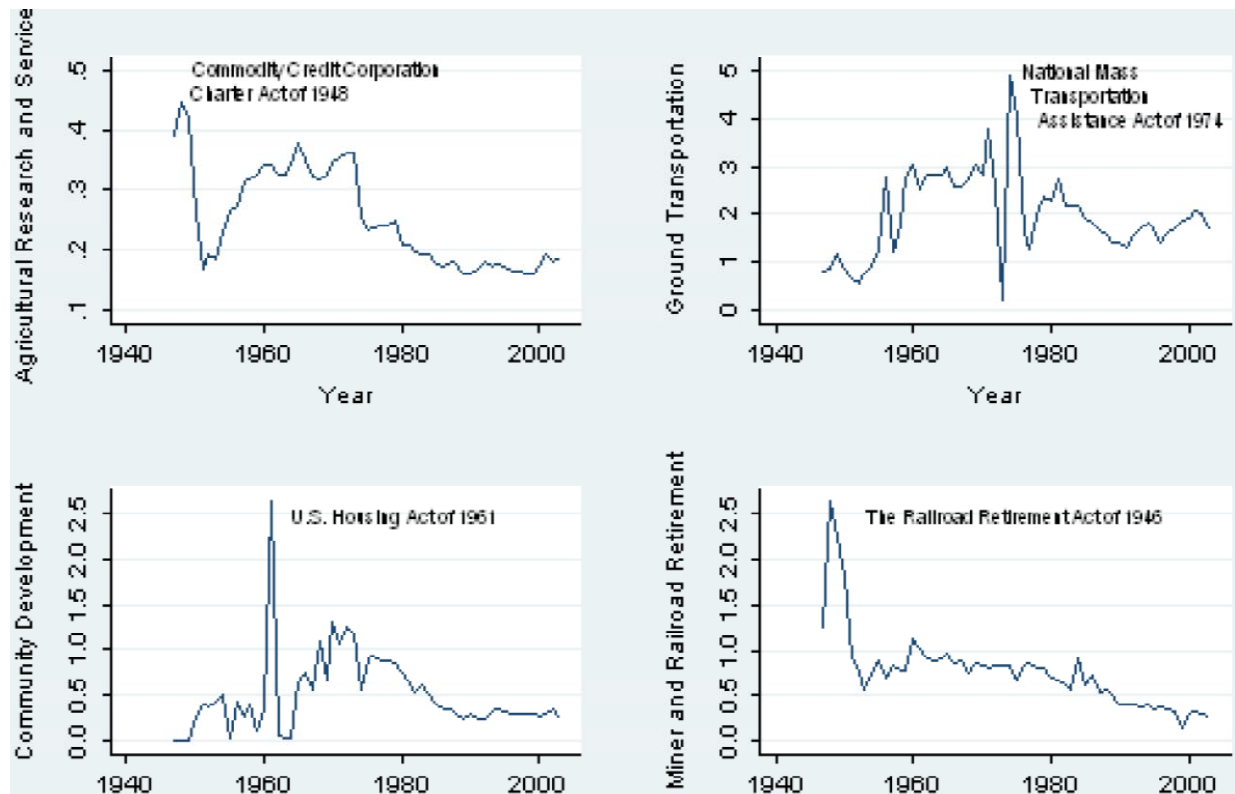 Agricultural Research and Service
.5
.4
.3
.2
.1
Commodity Credit Corporation
Charter Act of 1948
1940 1960 1980 2000
Year
Ground Transportation
5
4
3
2
1
0
National Mass
Transportation
Assistance Act of 1974
1940 1960 1980 2000
Year
Community Development
2.5
2.0
1.5
1.0
0.5
0.0
U.S. Housing Act of 1961
1940 1960 1980 2000
Miner and Railroad Retirement
2.5
2.0
1.5
1.0
0.5
0.0
The Railroad Retirement Act of 1946
1940 1960 1980 2000